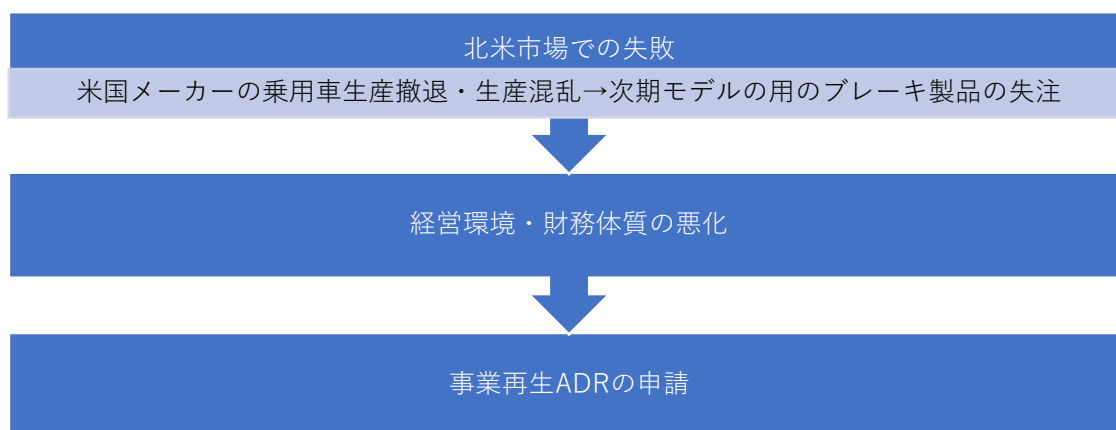 北米市場での失敗
米国メーカーの乗用車生産撤退・生産混乱→次期モデルの用のブレーキ製品の失注
経営環境・財務体質の悪化
事業再生ADRの申請